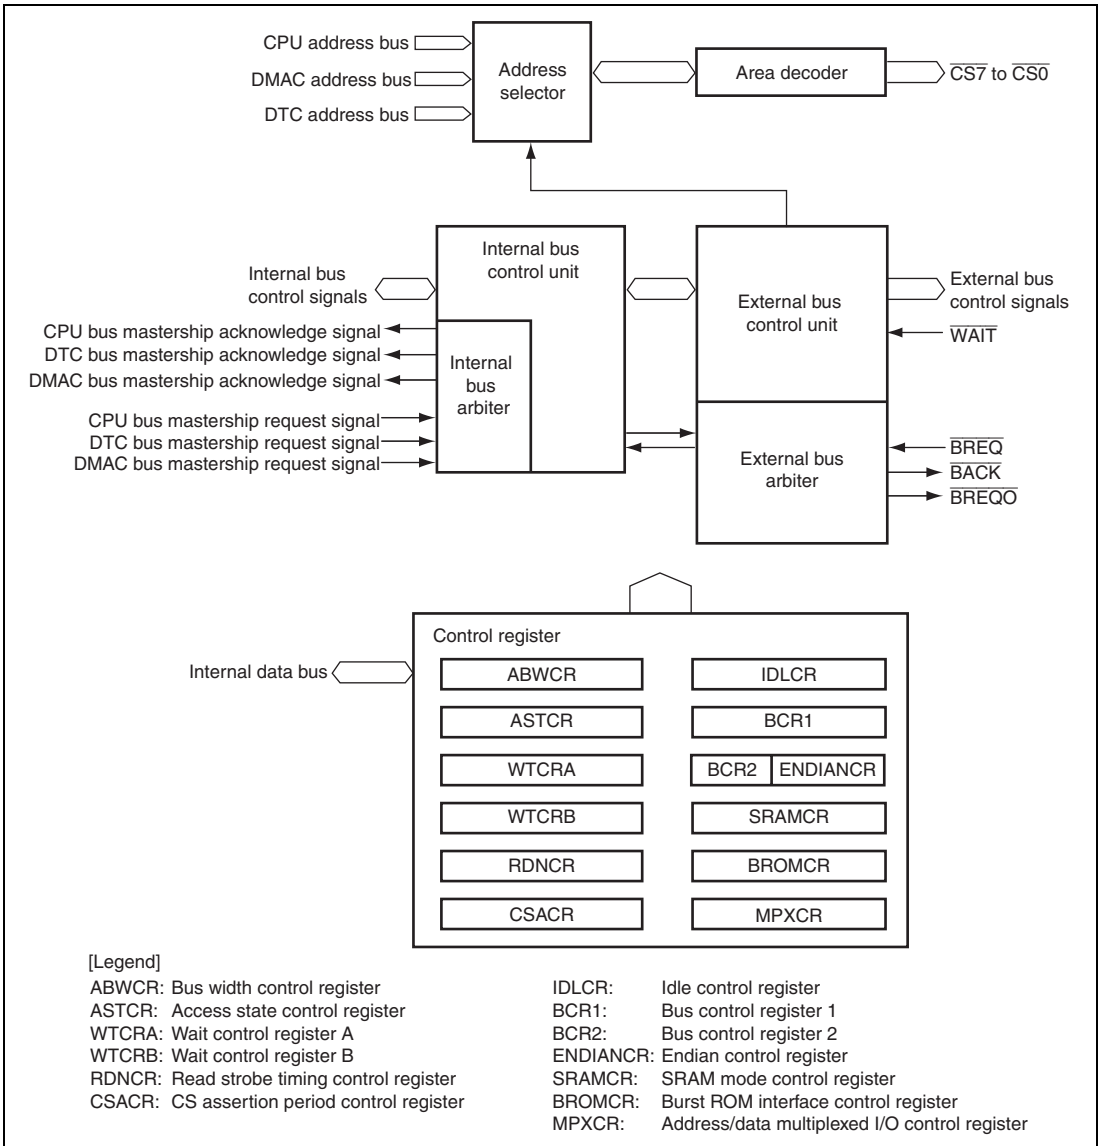 CPU address bus
DMAC address bus
DTC address bus
Address
selector
Area decoder
CS7 to CS0
Internal bus
control signals
Internal bus
control unit
External bus
control unit
External bus
control signals
WAIT
CPU bus mastership acknowledge signal
DTC bus mastership acknowledge signal
DMAC bus mastership acknowledge signal
Internal
bus
arbiter
CPU bus mastership request signal
DTC bus mastership request signal
DMAC bus mastership request signal
External bus
arbiter
BREQ
BACK
BREQO
Control register
Internal data bus
ABWCR
IDLCR
ASTCR
BCR1
WTCRA
BCR2
ENDIANCR
WTCRB
SRAMCR
RDNCR
BROMCR
CSACR
MPXCR
[Legend]
ABWCR: Bus width control register
ASTCR: Access state control register
WTCRA: Wait control register A
WTCRB: Wait control register B
RDNCR: Read strobe timing control register
CSACR: CS assertion period control register
IDLCR: Idle control register
BCR1: Bus control register 1
BCR2: Bus control register 2
ENDIANCR: Endian control register
SRAMCR: SRAM mode control register
BROMCR: Burst ROM interface control register
MPXCR: Address/data multiplexed I/O control register